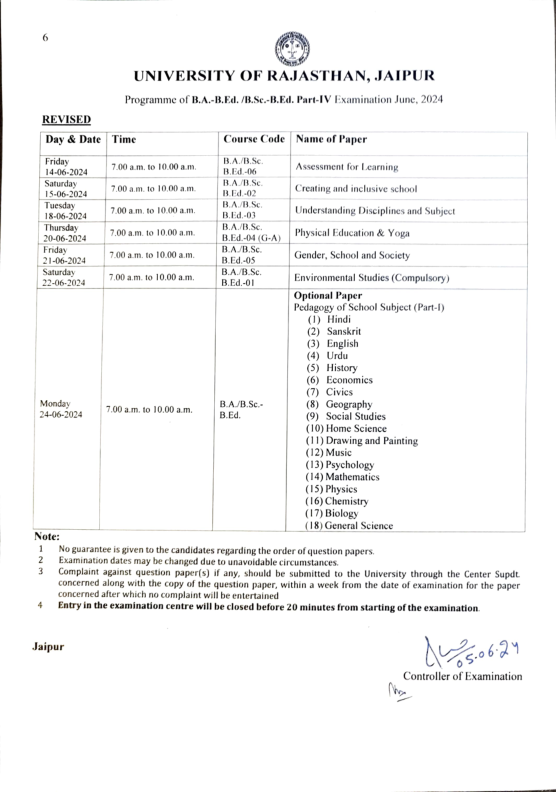 6
UNIVERSITY OF RAJASTHAN, JAIPUR
Programme of B.A.-B.Ed. /B.Sc.-B.Ed. Part-IV Examination June, 2024
REVISED
Day & Date Time Course Code Name of Paper
Friday
14-06-2024 7.00 a.m. to 10.00 a.m. B.A./B.Sc.
B.Ed.-06 Assessment for Learning
Saturday
15-06-2024 7.00 a.m. to 10.00 a.m. B.A./B.Sc.
B.Ed.-02 Creating and inclusive school
Tuesday
18-06-2024 7.00 a.m. to 10.00 a.m. B.A./B.Sc.
B.Ed.-03 Understanding Disciplines and Subject
Thursday
20-06-2024 7.00 a.m. to 10.00 a.m. B.A./B.Sc.
B.Ed.-04 (G-A) Physical Education & Yoga
Friday
21-06-2024 7.00 a.m. to 10.00 a.m. B.A./B.Sc.
B.Ed.-05 Gender, School and Society
Saturday
22-06-2024 7.00 a.m. to 10.00 a.m. B.A./B.Sc.
B.Ed.-01 Environmental Studies (Compulsory)
Monday
24-06-2024 7.00 a.m. to 10.00 a.m. B.A./B.Sc.-
B.Ed.
Optional Paper
Pedagogy of School Subject (Part-I)
(1) Hindi
(2) Sanskrit
(3) English
(4) Urdu
(5) History
(6) Economics
(7) Civics
(8) Geography
(9) Social Studies
(10) Home Science
(11) Drawing and Painting
(12) Music
(13) Psychology
(14) Mathematics
(15) Physics
(16) Chemistry
(17) Biology
(18) General Science
Note:
1 No guarantee is given to the candidates regarding the order of question papers.
2 Examination dates may be changed due to unavoidable circumstances.
3 Complaint against question paper(s) if any, should be submitted to the University through the Center Supdt.
concerned along with the copy of the question paper, within a week from the date of examination for the paper
concerned after which no complaint will be entertained
4 Entry in the examination centre will be closed before 20 minutes from starting of the examination.
Jaipur
05.06.24
Controller of Examination